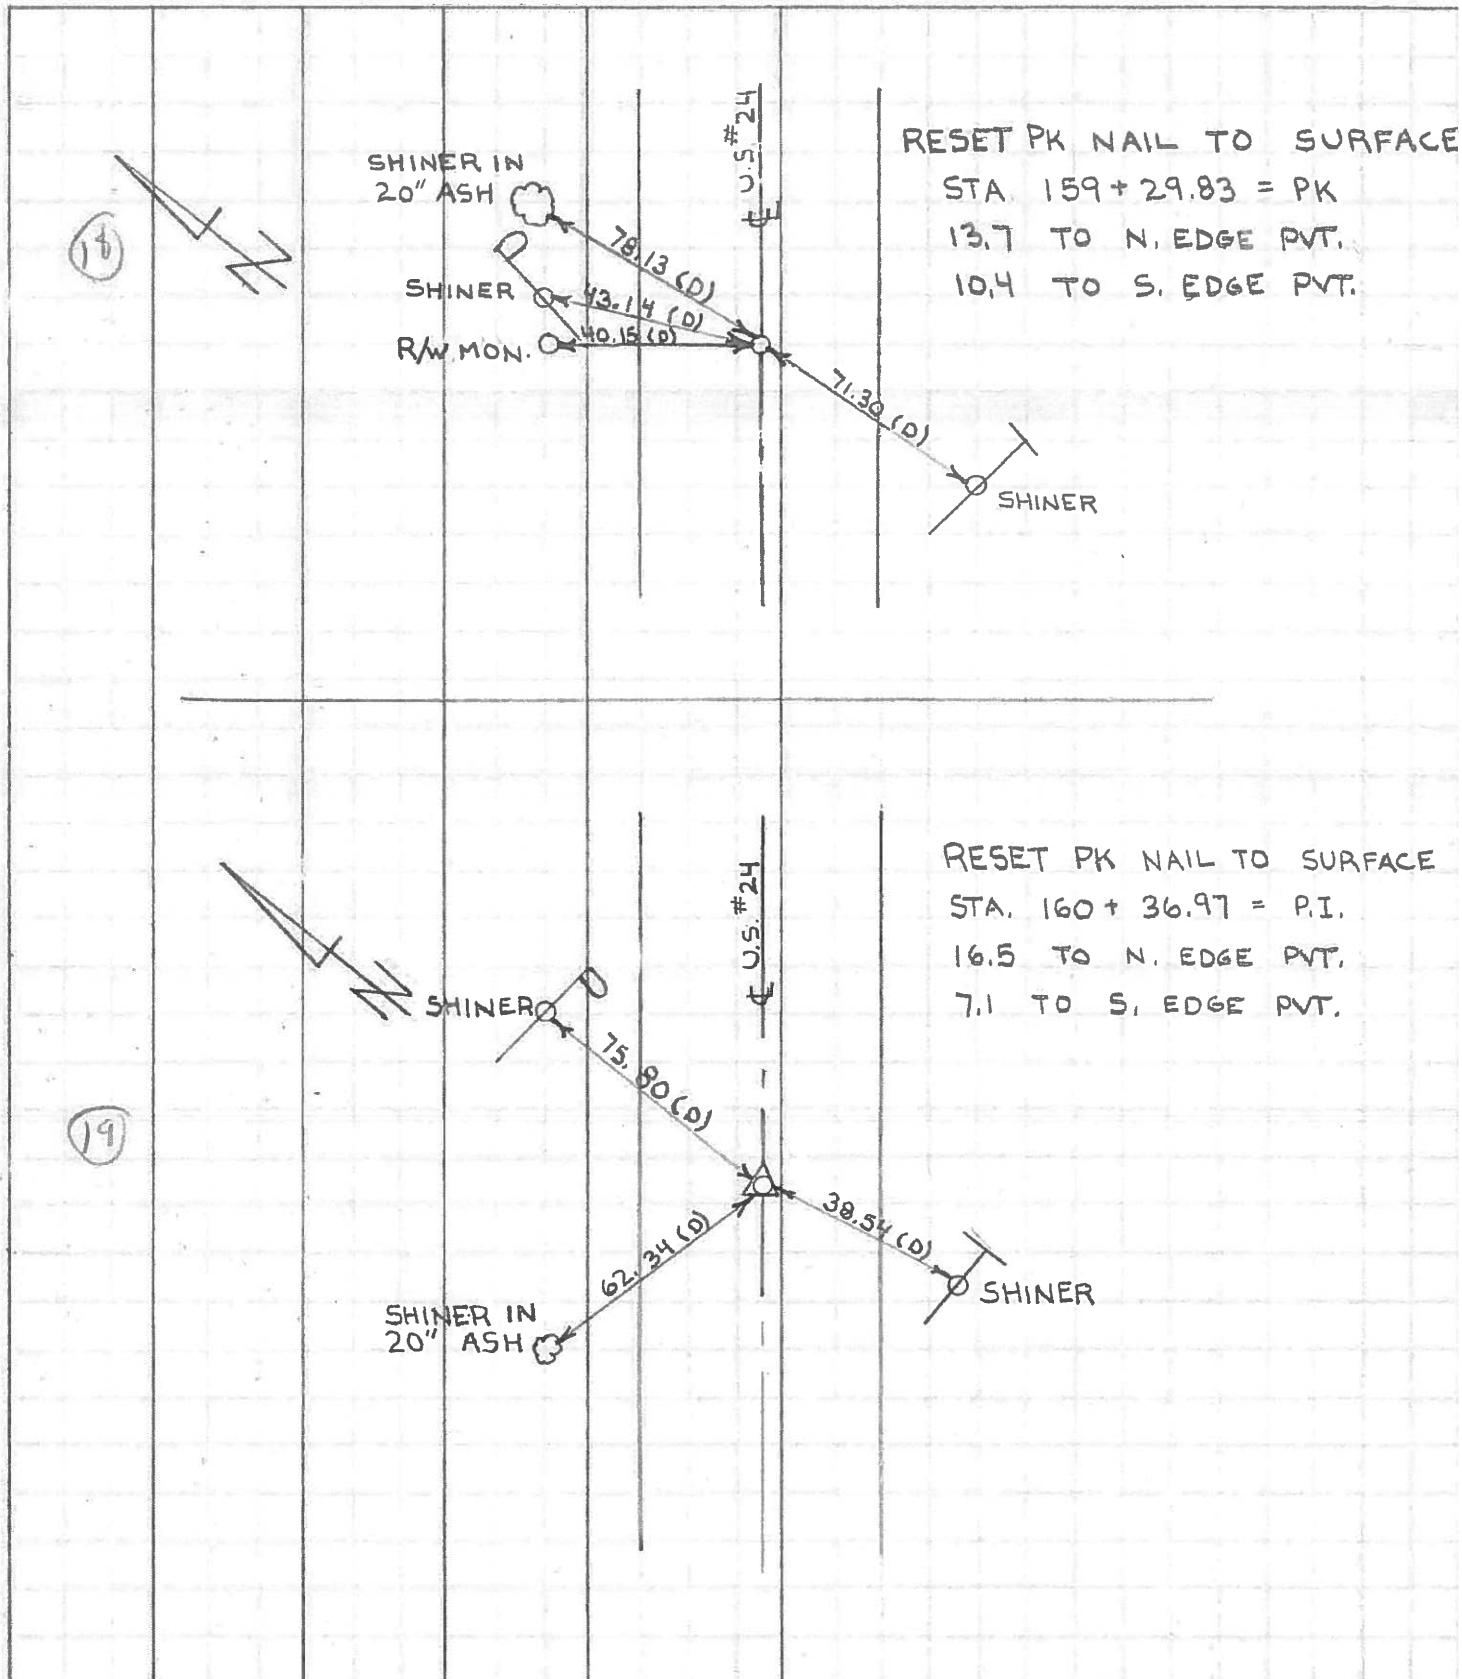 18
N
SHINER IN
20" ASH
SHINER
R/W MON.
78.13 (D)
43.14 (D)
40.15 (D)
71.30 (D)
SHINER
℄ U.S. #24
RESET PK NAIL TO SURFACE
STA. 159 + 29.83 = PK
13.7 TO N. EDGE PVT.
10.4 TO S. EDGE PVT.
19
N
SHINER
75.80 (D)
62.34 (D)
38.54 (D)
SHINER
SHINER IN
20" ASH
℄ U.S. #24
RESET PK NAIL TO SURFACE
STA. 160 + 36.97 = P.I.
16.5 TO N. EDGE PVT.
7.1 TO S. EDGE PVT.